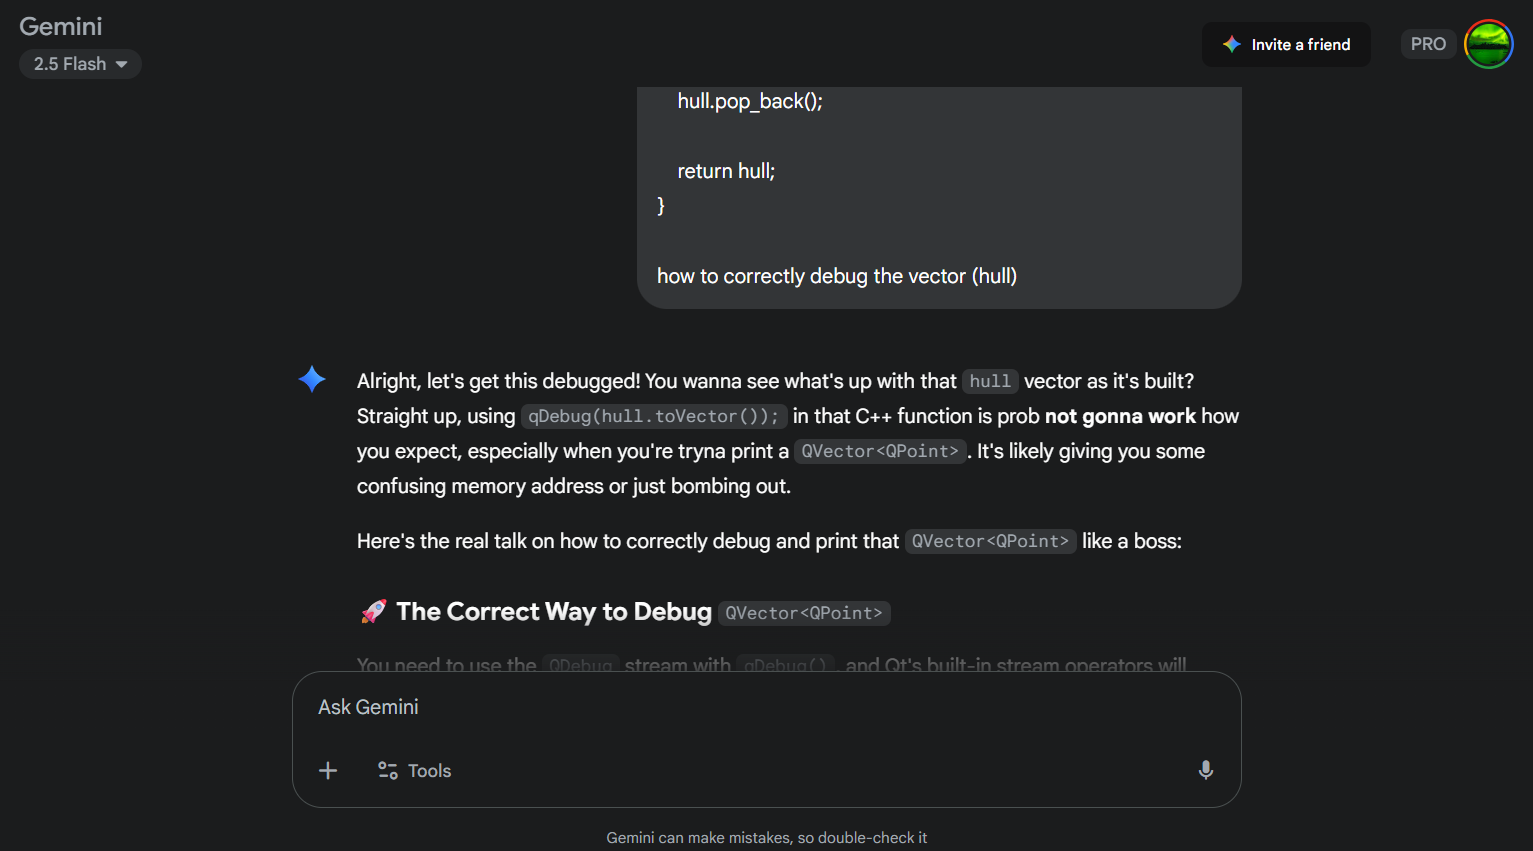 Gemini
2.5 Flash
Invite a friend
PRO
hull.pop_back();
return hull;
}
how to correctly debug the vector (hull)
Alright, let's get this debugged! You wanna see what's up with that hull vector as it's built?
Straight up, using qDebug(hull.toVector()); in that C++ function is prob not gonna work how
you expect, especially when you're tryna print a QVector<QPoint>. It's likely giving you some
confusing memory address or just bombing out.
Here's the real talk on how to correctly debug and print that QVector<QPoint> like a boss:
🚀 The Correct Way to Debug QVector<QPoint>
You need to use the QDebug stream with qDebug(), and Qt's built-in stream operators will
Ask Gemini
Tools
Gemini can make mistakes, so double-check it